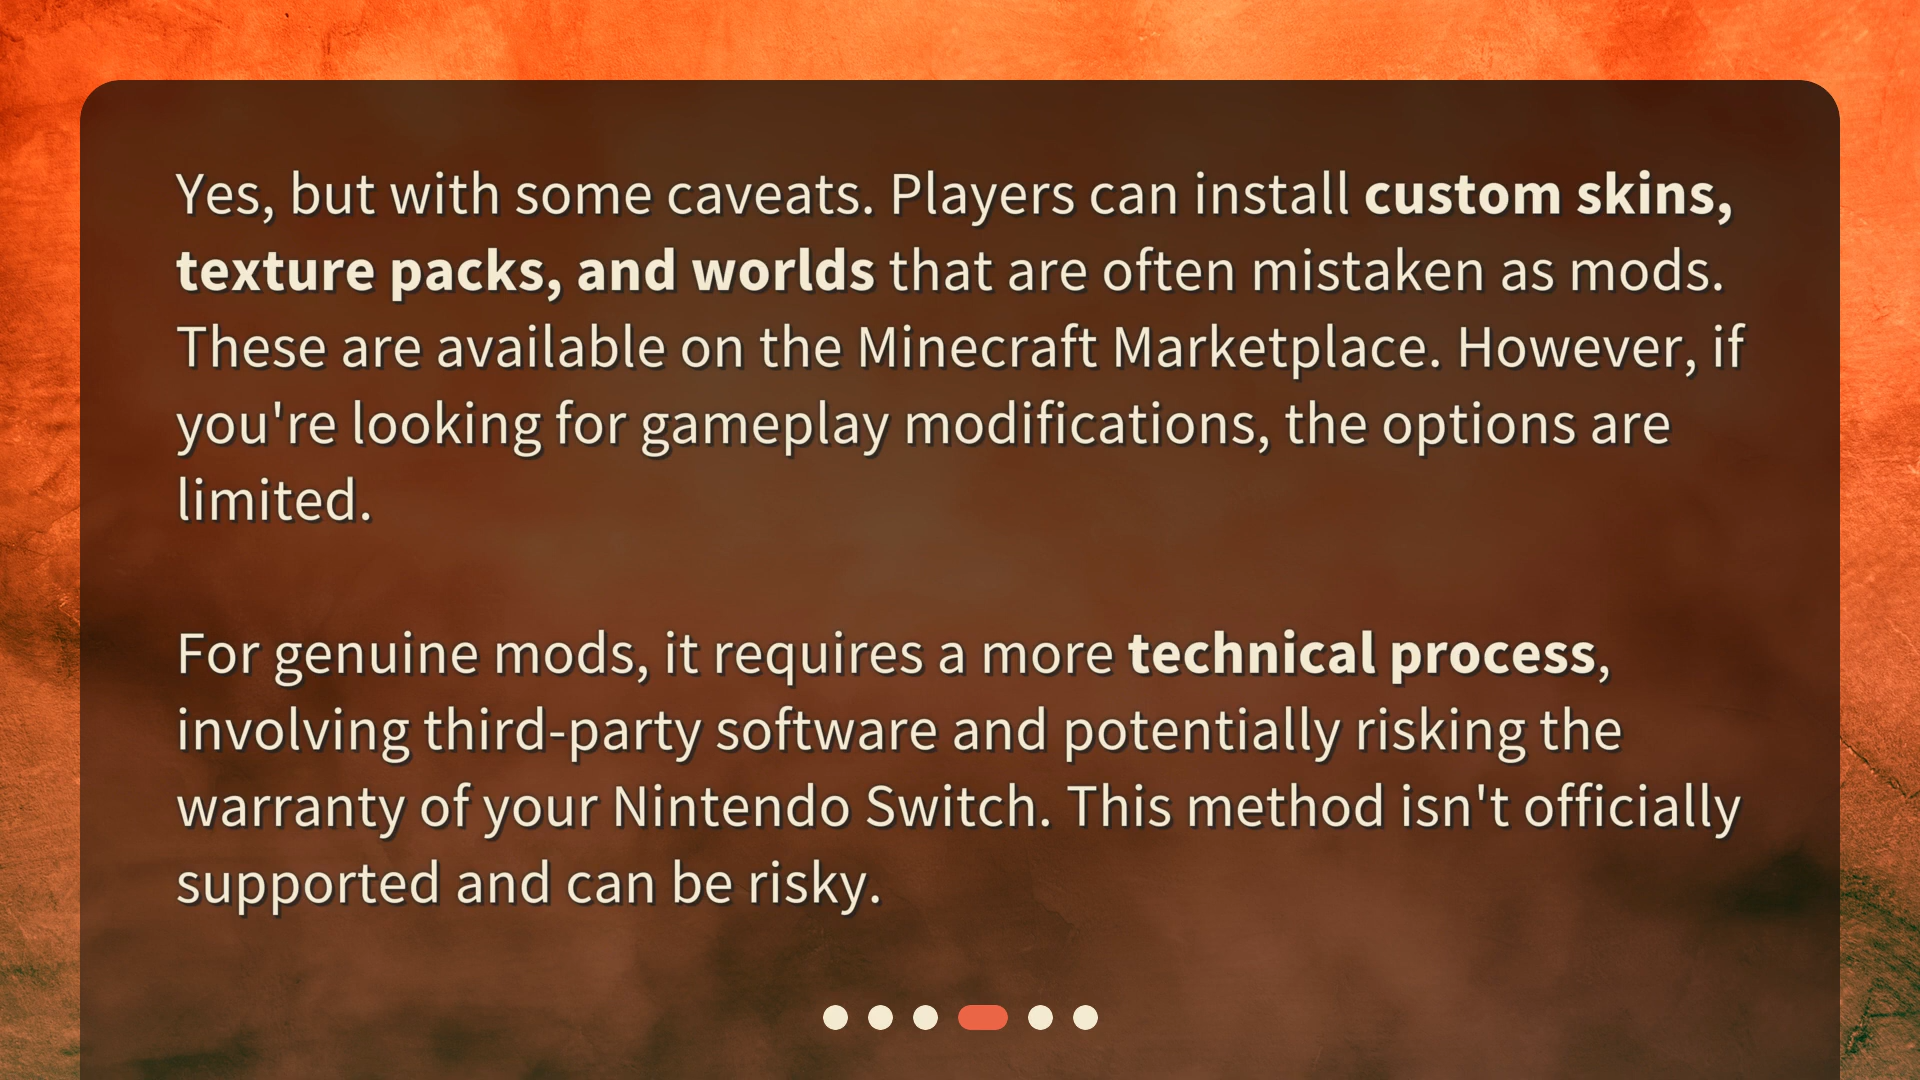 Yes, but with some caveats. Players can install custom skins,
texture packs, and worlds that are often mistaken as mods.
These are available on the Minecraft Marketplace. However, if
you're looking for gameplay modifications, the options are
limited.
For genuine mods, it requires a more technical process,
involving third-party software and potentially risking the
warranty of your Nintendo Switch. This method isn't officially
supported and can be risky.